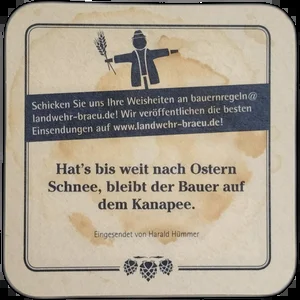 Schicken Sie uns Ihre Weisheiten an bauernregeln@
landwehr-braeu.de! Wir veröffentlichen die besten
Einsendungen auf www.landwehr-braeu.de!
Hat's bis weit nach Ostern
Schnee, bleibt der Bauer auf
dem Kanapee.
Eingesendet von Harald Hümmer